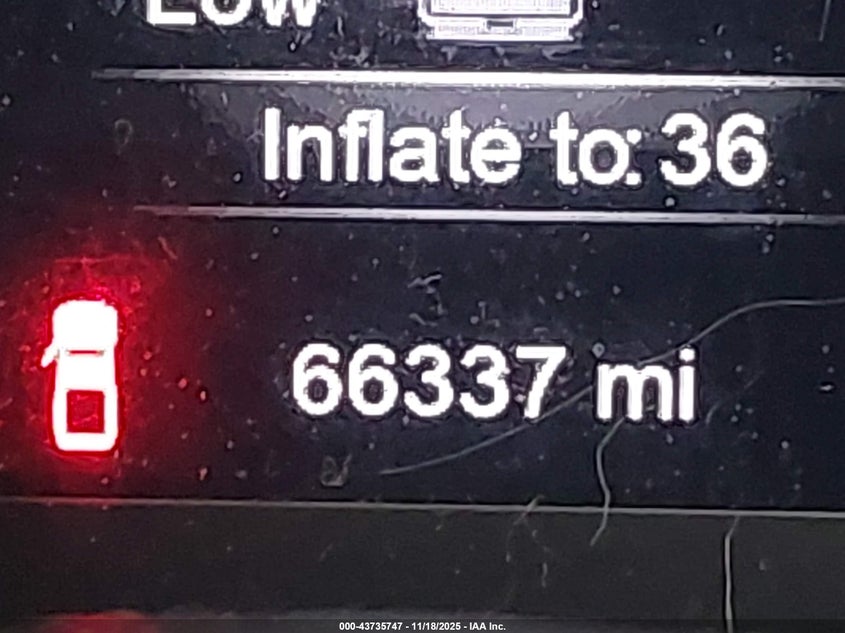 Low
Inflate to: 36
66337 mi
000-43735747 - 11/18/2025 - IAA Inc.